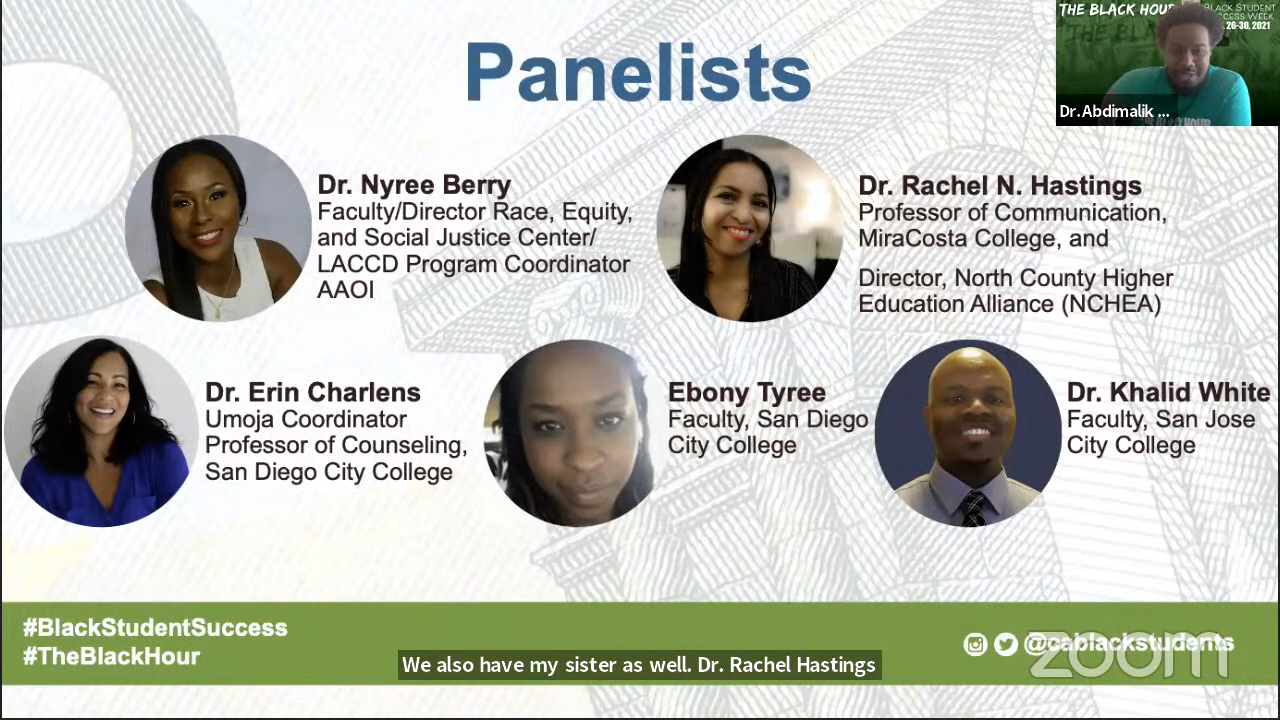 THE BLACK HOUR
BLACK STUDENT
26-30, 2021
Dr. Abdimalik ...
Panelists
Dr. Nyree Berry
Faculty/Director Race, Equity,
and Social Justice Center/
LACCD Program Coordinator
AAOI
Dr. Rachel N. Hastings
Professor of Communication,
MiraCosta College, and
Director, North County Higher
Education Alliance (NCHEA)
Dr. Erin Charlens
Umoja Coordinator
Professor of Counseling,
San Diego City College
Ebony Tyree
Faculty, San Diego
City College
Dr. Khalid White
Faculty, San Jose
City College
#BlackStudentSuccess
#TheBlackHour
@cablackstudents
zoom
We also have my sister as well. Dr. Rachel Hastings